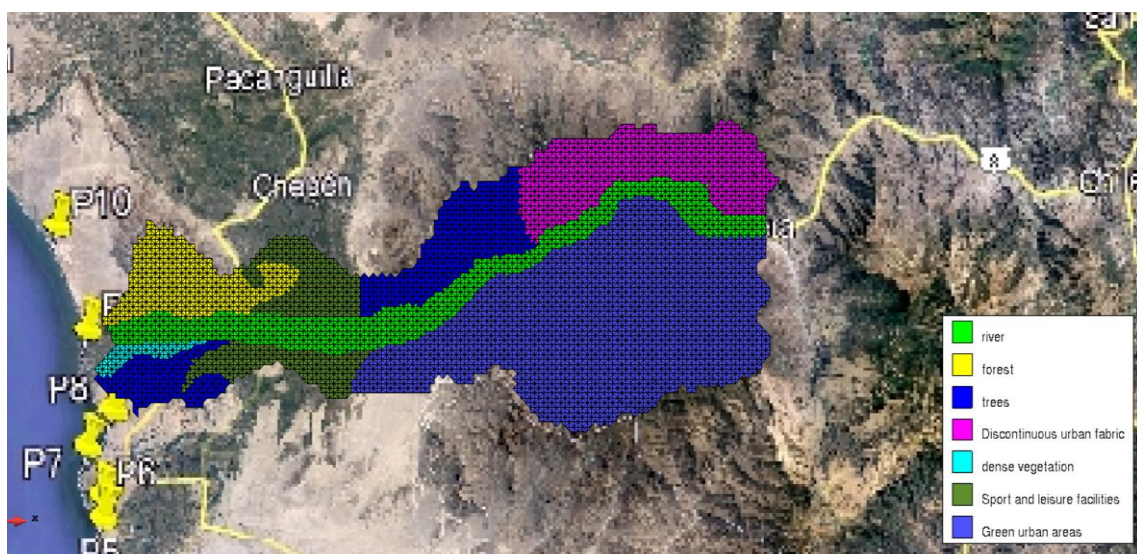 Pacanguilla
Chepén
P10
8
P8
P7
P6
P5
x
river
forest
trees
Discontinuous urban fabric
dense vegetation
Sport and leisure facilities
Green urban areas